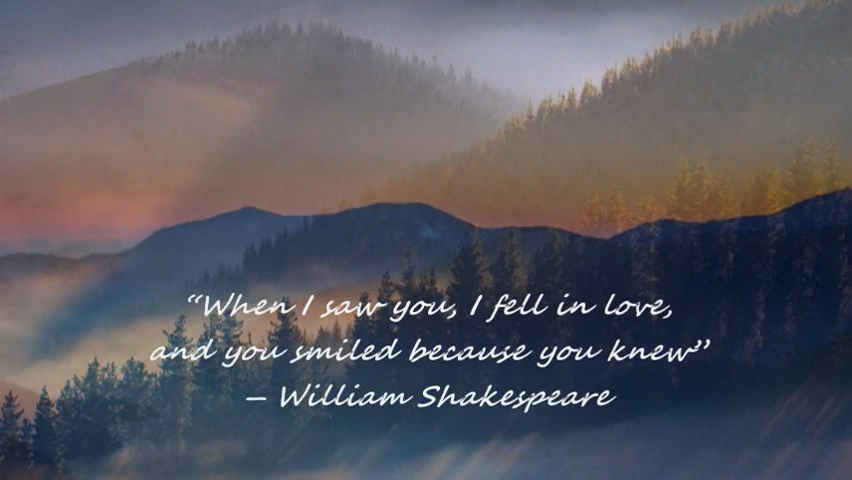 “When I saw you, I fell in love,
and you smiled because you knew”
– William Shakespeare